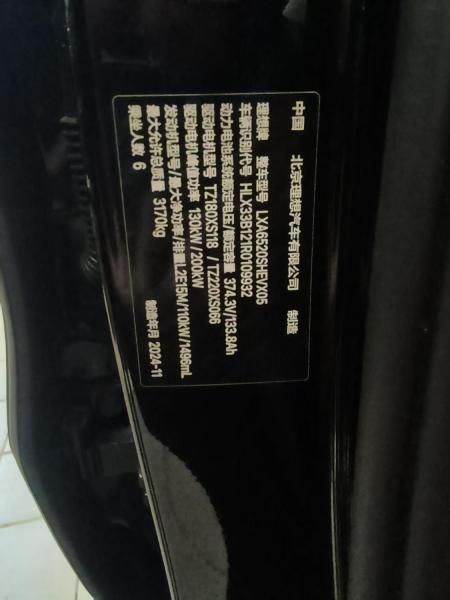 中国 北京理想汽车有限公司 制造
理想牌 整车型号 LXA6520SHEVX05
车辆识别代号 HLX33B121R0109932
动力电池系统额定电压/额定容量 374.3V/133.8Ah
驱动电机型号 TZ180XS118 / TZ220XS066
驱动电机峰值功率 130kW / 200kW
发动机型号/最大净功率/排量 L2E15M/110kW/1496mL
最大允许总质量 3170kg
乘坐人数 6 制造年月 2024-11